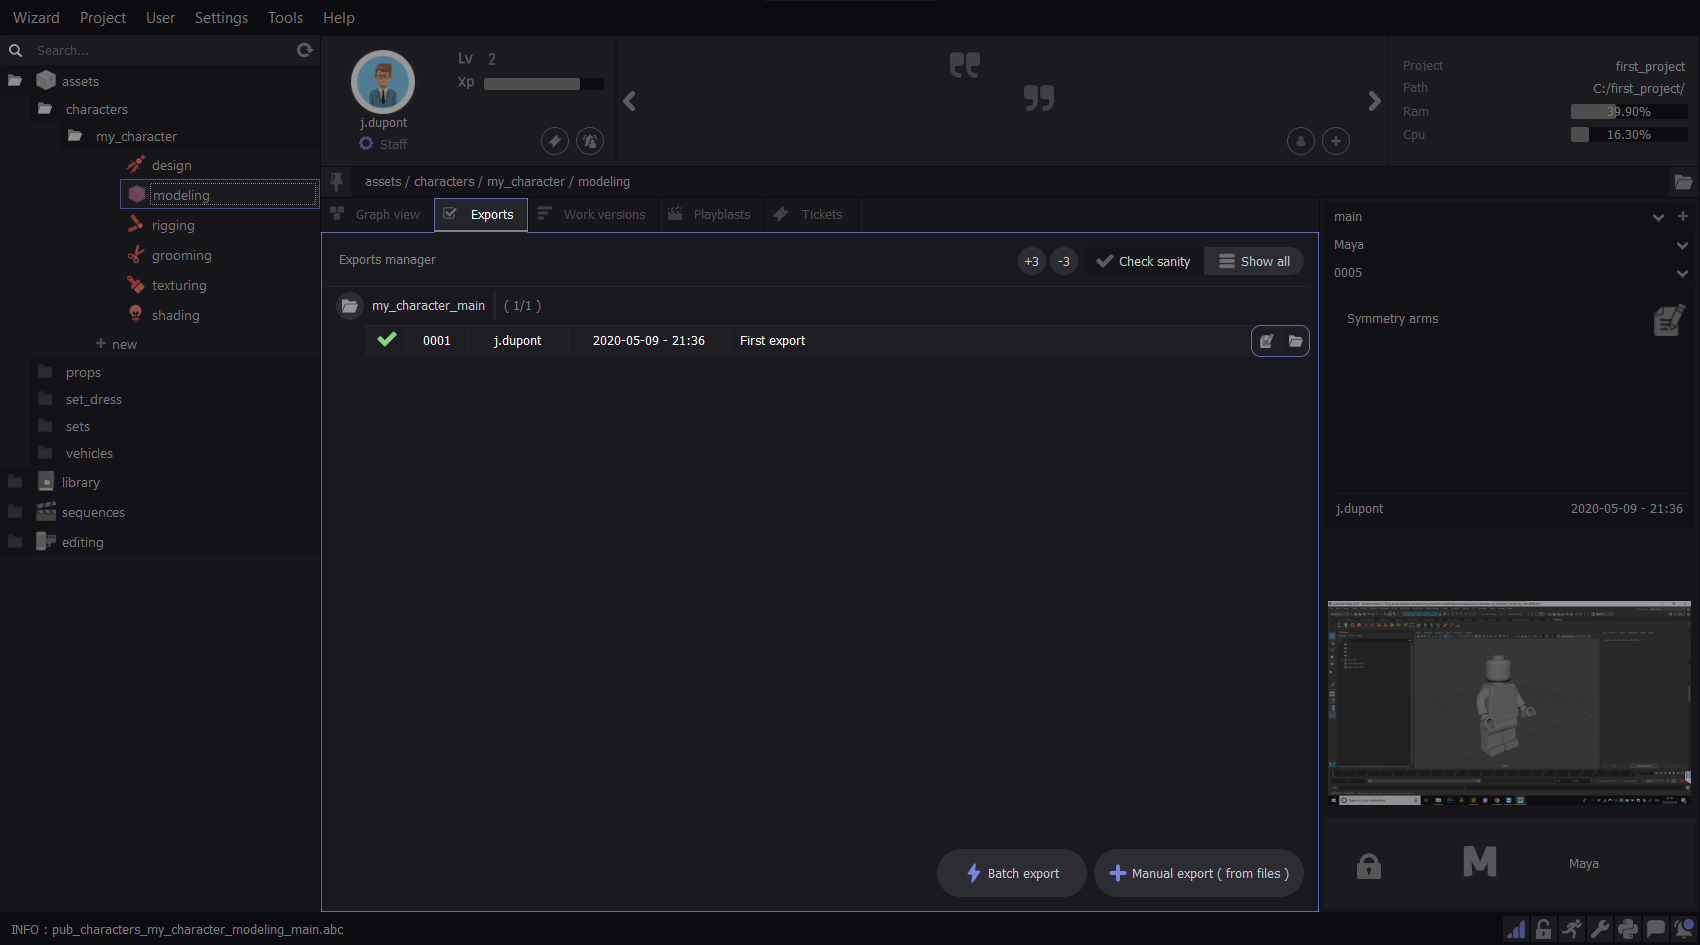 Wizard Project User Settings Tools Help
Search...
assets
characters
my_character
design
modeling
rigging
grooming
texturing
shading
+ new
props
set_dress
sets
vehicles
library
sequences
editing
j.dupont
Staff
Lv 2
Xp
Project first_project
Path C:/first_project/
Ram 39.90%
Cpu 16.30%
assets / characters / my_character / modeling
Graph view Exports Work versions Playblasts Tickets
Exports manager
+3 -3 Check sanity Show all
my_character_main ( 1/1 )
0001 j.dupont 2020-05-09 - 21:36 First export
Batch export Manual export ( from files )
main
Maya
0005
Symmetry arms
j.dupont 2020-05-09 - 21:36
Maya
INFO : pub_characters_my_character_modeling_main.abc